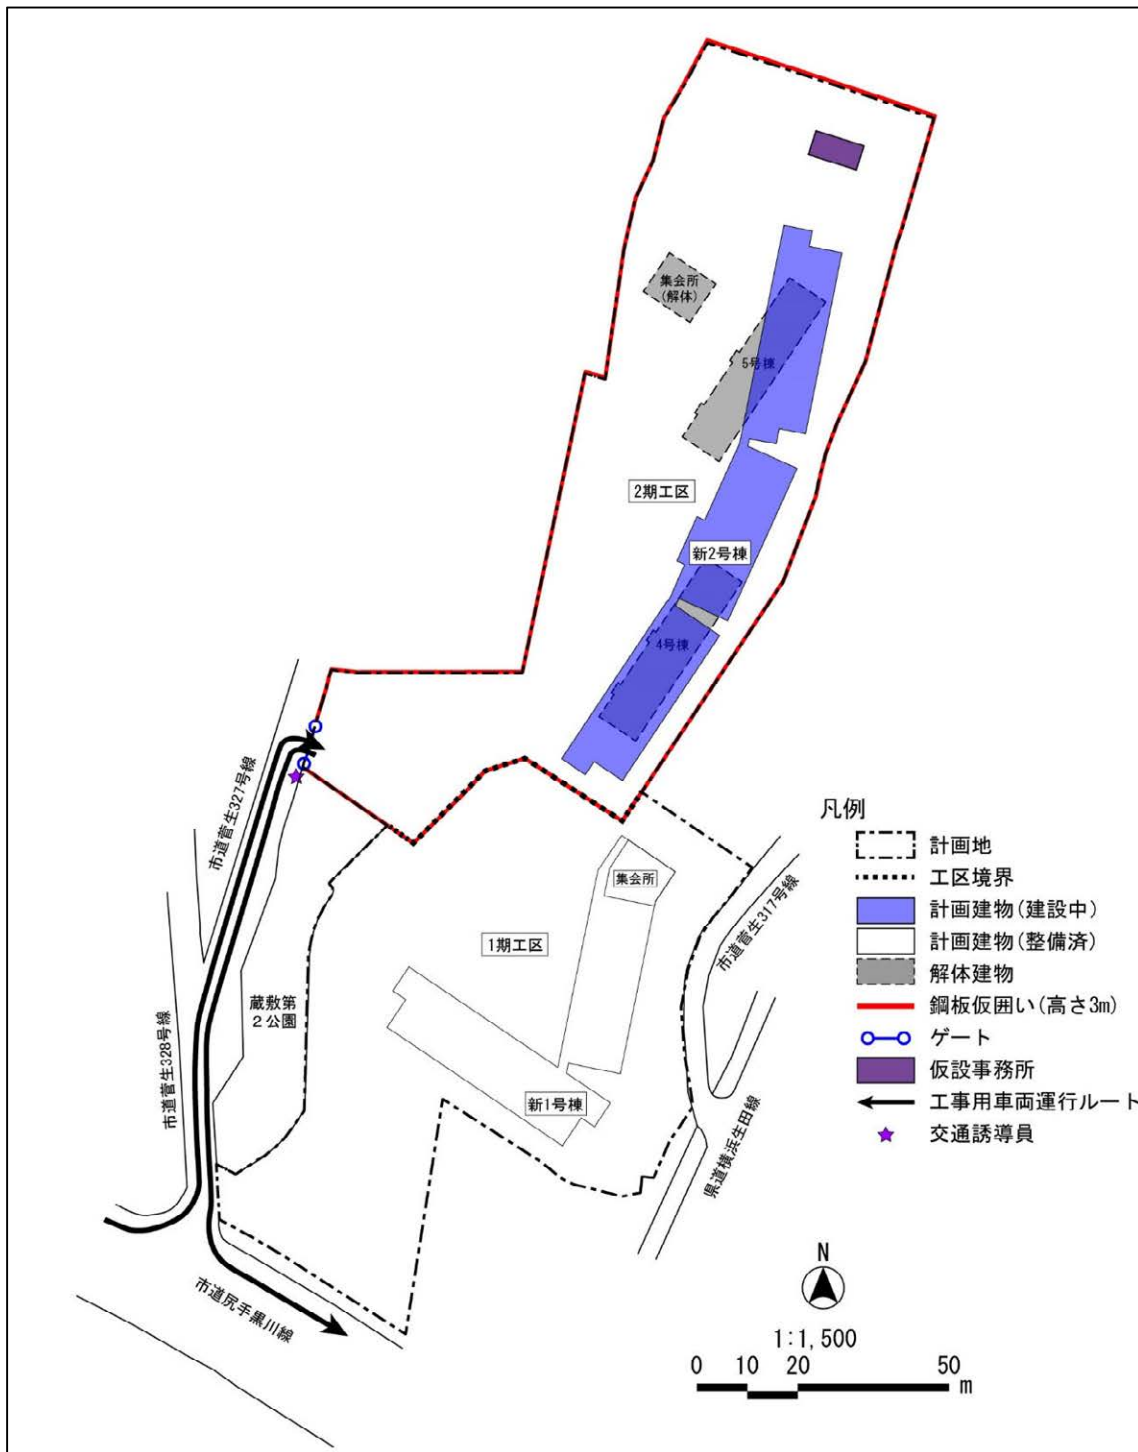 集会所
(解体)
5号棟
2期工区
新2号棟
4号棟
市道菅生327号線
凡例
計画地
工区境界
計画建物(建設中)
計画建物(整備済)
解体建物
鋼板仮囲い(高さ3m)
ゲート
仮設事務所
工事用車両運行ルート
交通誘導員
集会所
1期工区
市道菅生317号線
蔵敷第
2公園
市道菅生328号線
新1号棟
県道横浜生田線
市道尻手黒川線
N
1:1,500
0 10 20 50
m